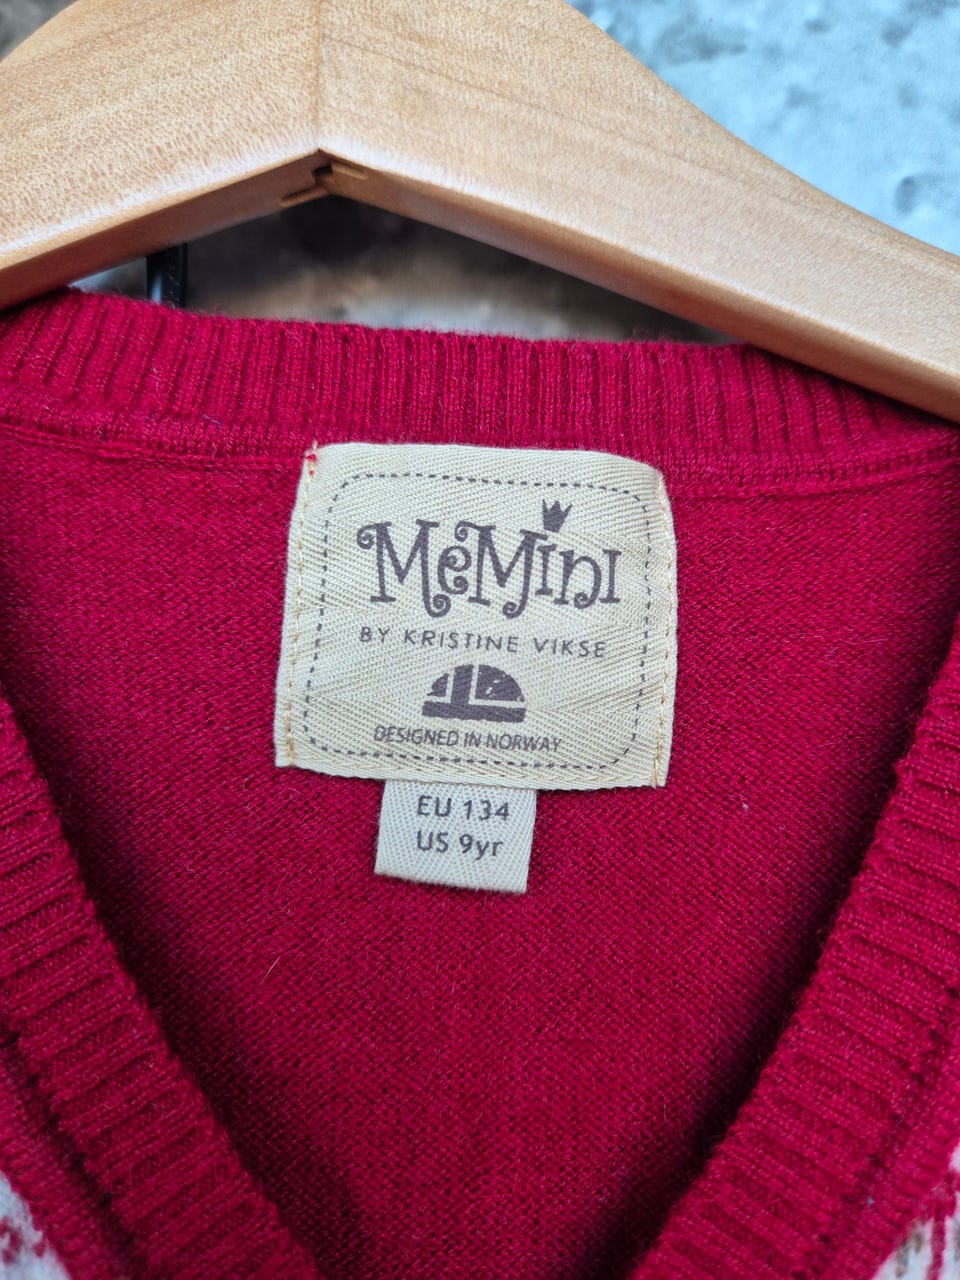 MeMini
BY KRISTINE VIKSE
DESIGNED IN NORWAY
EU 134
US 9yr